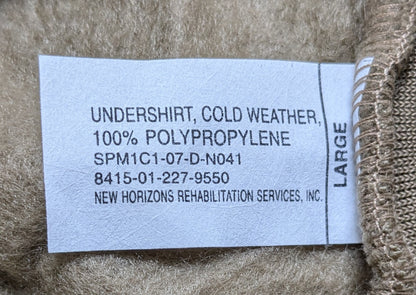 UNDERSHIRT, COLD WEATHER,
100% POLYPROPYLENE
SPM1C1-07-D-N041
8415-01-227-9550
NEW HORIZONS REHABILITATION SERVICES, INC.
LARGE